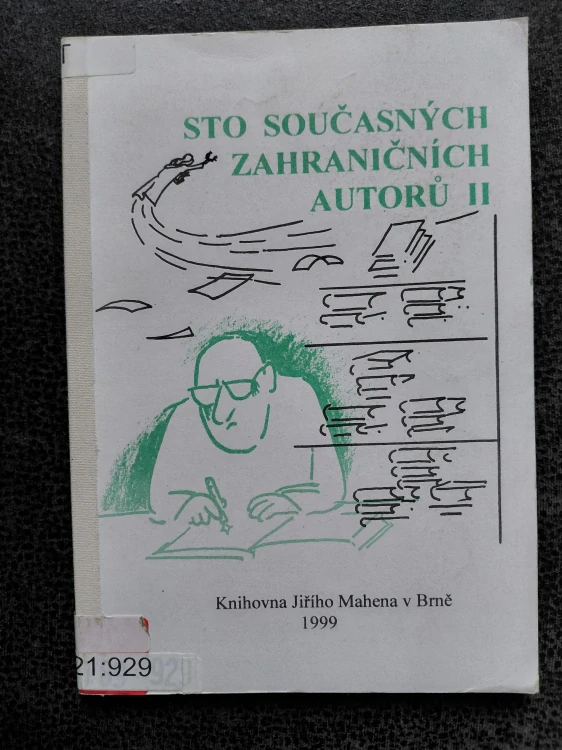 T
STO SOUČASNÝCH
ZAHRANIČNÍCH
AUTORŮ II
Knihovna Jiřího Mahena v Brně
1999
21:929